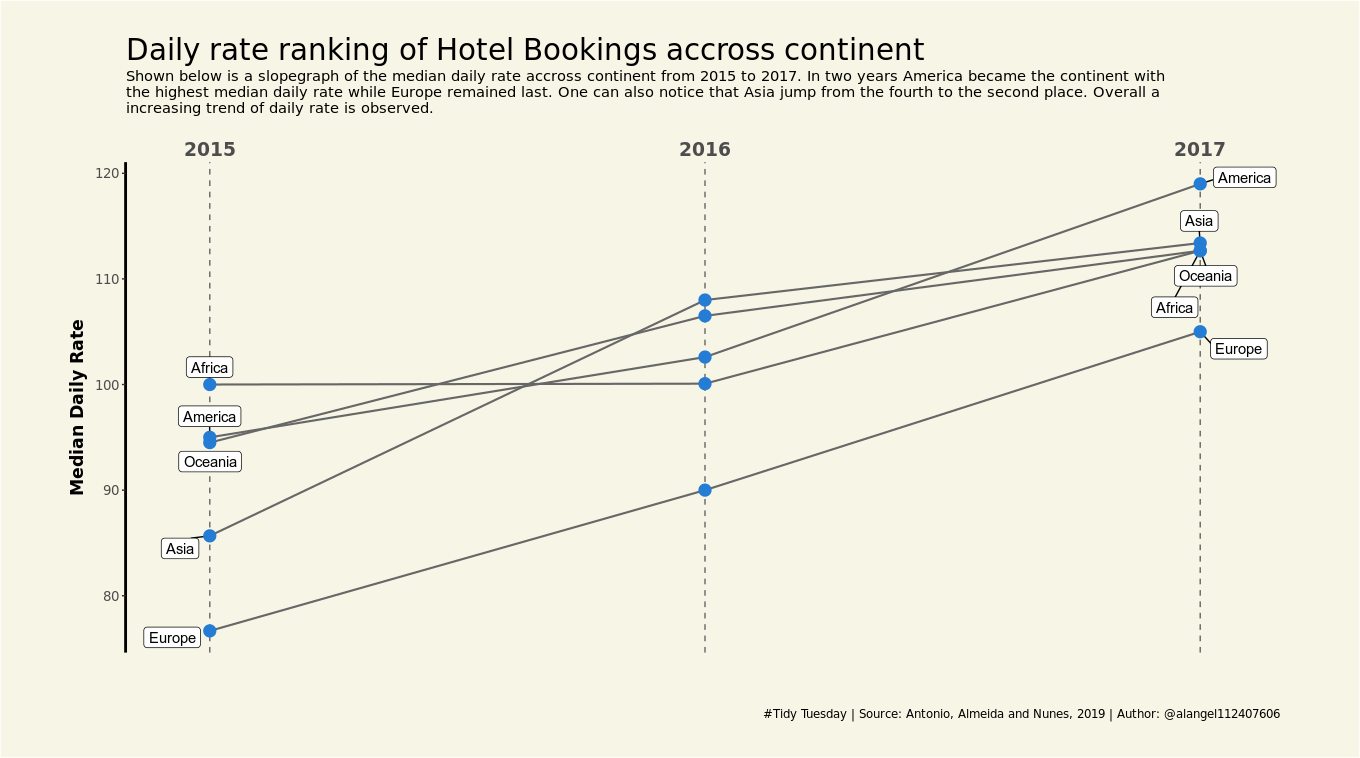 Daily rate ranking of Hotel Bookings accross continent
Shown below is a slopegraph of the median daily rate accross continent from 2015 to 2017. In two years America became the continent with
the highest median daily rate while Europe remained last. One can also notice that Asia jump from the fourth to the second place. Overall a
increasing trend of daily rate is observed.
2015
2016
2017
120
110
100
90
80
Median Daily Rate
Africa
America
Oceania
Asia
Europe
America
Asia
Oceania
Africa
Europe
#Tidy Tuesday | Source: Antonio, Almeida and Nunes, 2019 | Author: @alangel112407606